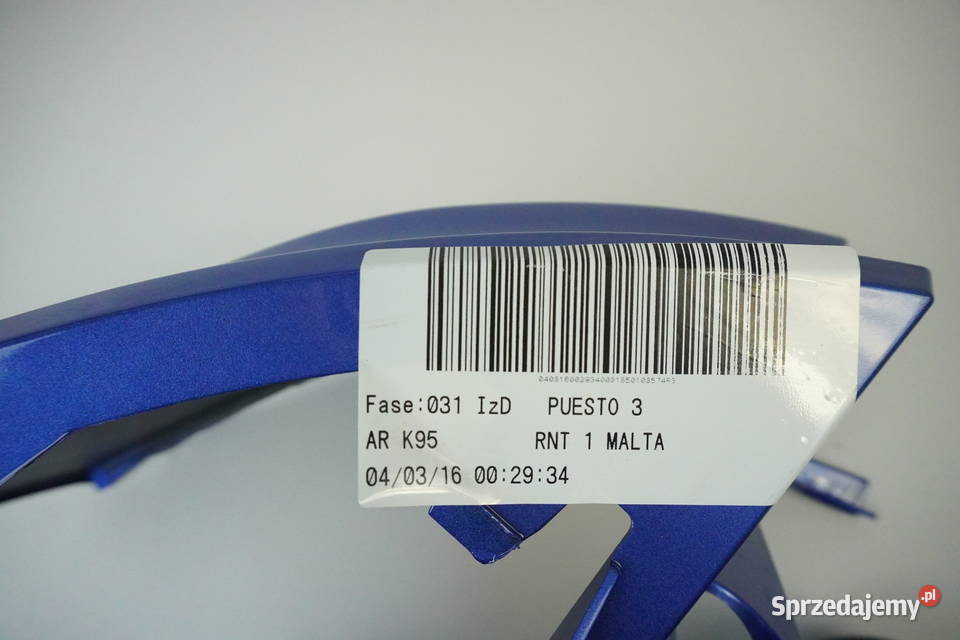 Fase:031 IzD PUESTO 3
AR K95 RNT 1 MALTA
04/03/16 00:29:34
Sprzedajemy.pl